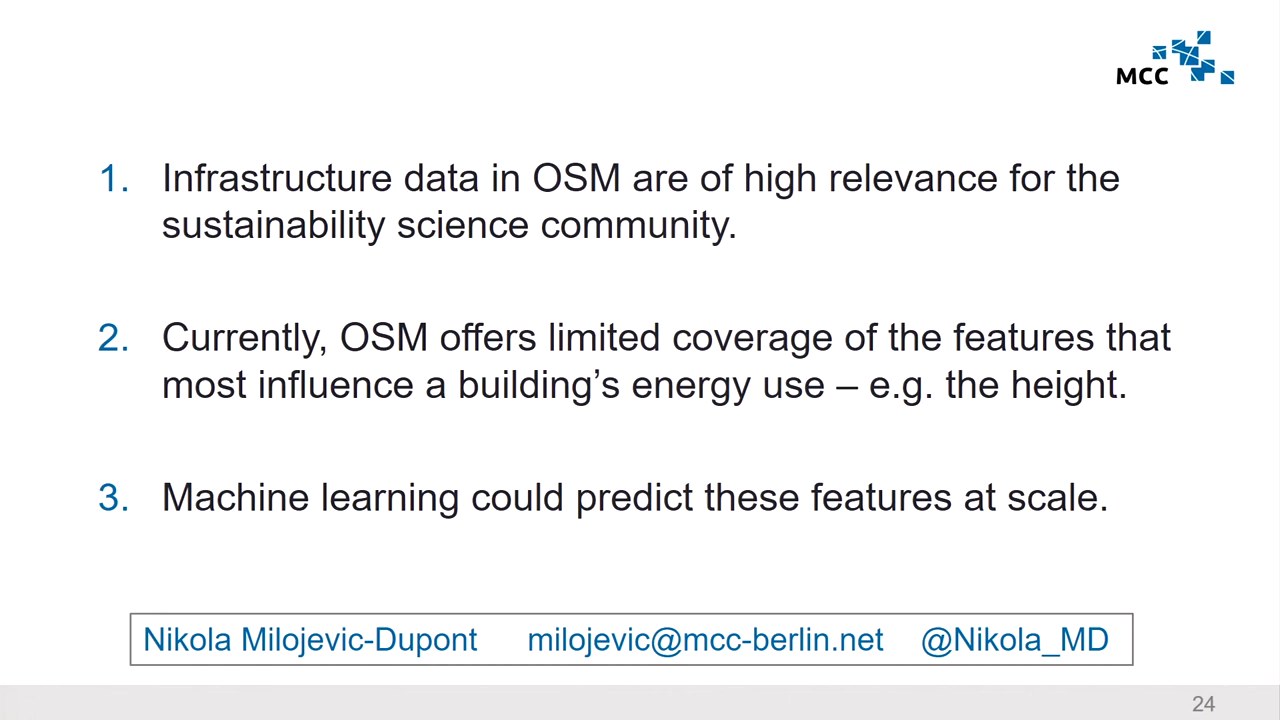 MCC
1. Infrastructure data in OSM are of high relevance for the
sustainability science community.
2. Currently, OSM offers limited coverage of the features that
most influence a building’s energy use – e.g. the height.
3. Machine learning could predict these features at scale.
Nikola Milojevic-Dupont milojevic@mcc-berlin.net @Nikola_MD
24